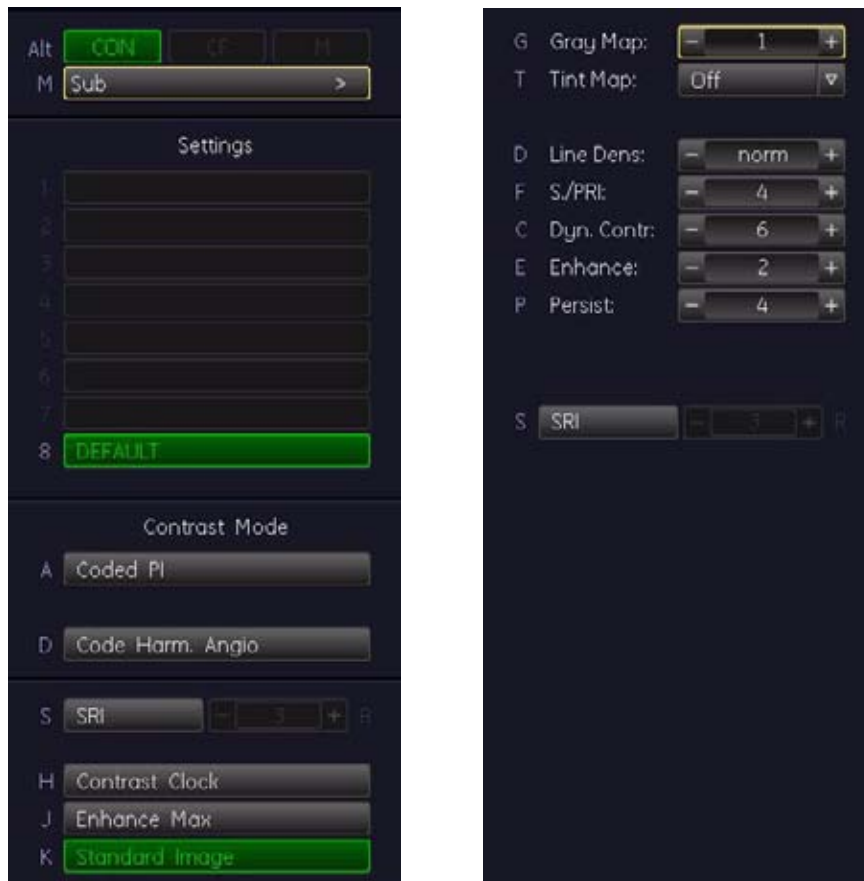 Alt CON CF M
M Sub >
Settings
1
2
3
4
5
6
7
8 DEFAULT
Contrast Mode
A Coded PI
D Code Harm. Angio
S SRI - 3 + R
H Contrast Clock
J Enhance Max
K Standard Image
G Gray Map: - 1 +
T Tint Map: Off
D Line Dens: - norm +
F S./PRI: - 4 +
C Dyn. Contr: - 6 +
E Enhance: - 2 +
P Persist: - 4 +
S SRI - 3 + R